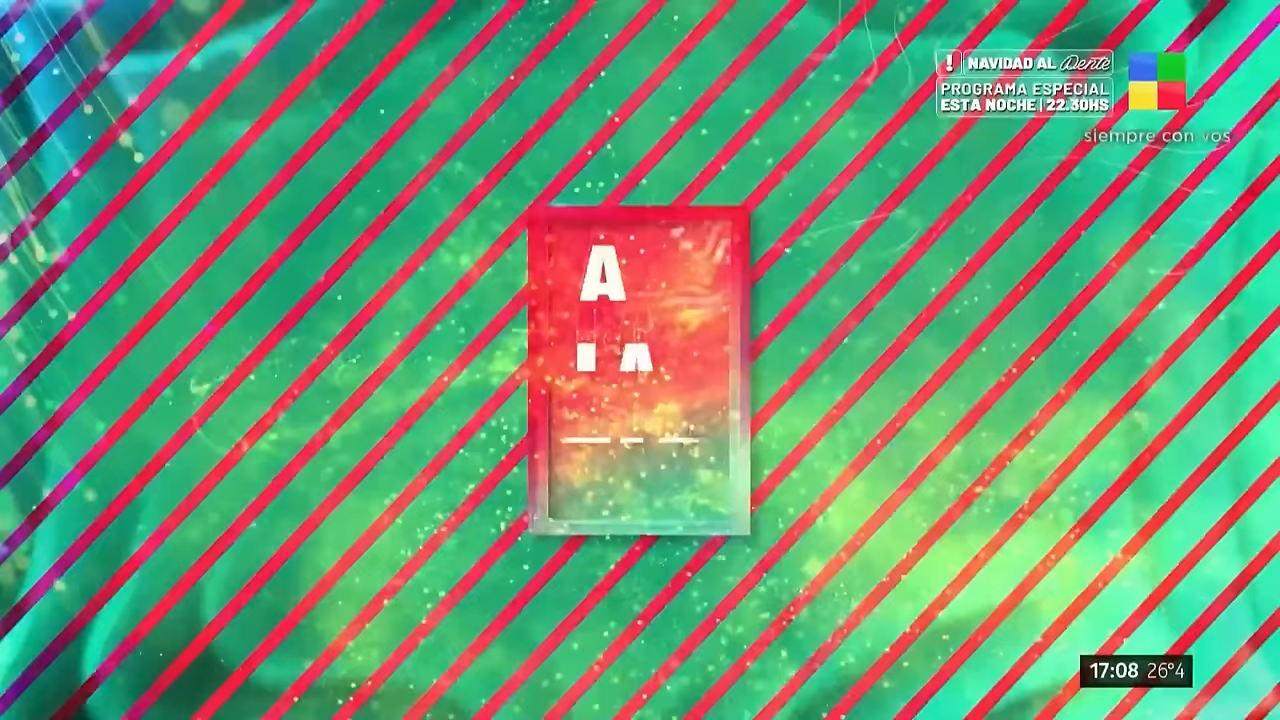 ! NAVIDAD AL Dente
PROGRAMA ESPECIAL
ESTA NOCHE | 22.30HS
siempre con vos
A
17:08 26°4